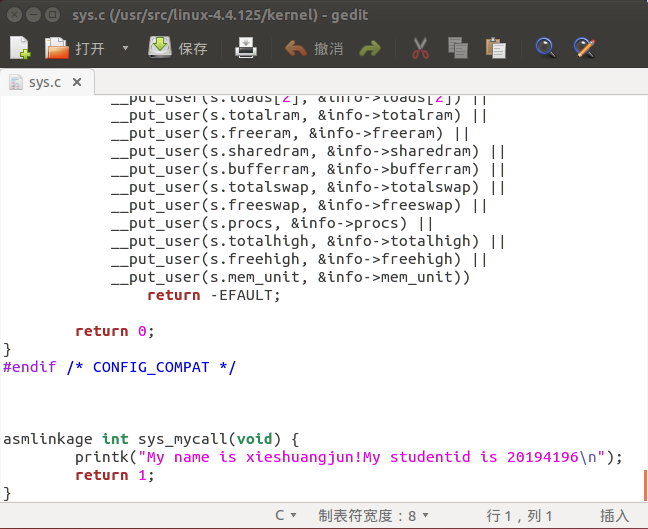 sys.c (/usr/src/linux-4.4.125/kernel) - gedit
打开 保存 撤消
sys.c
__put_user(s.loads[2], &info->loads[2]) ||
__put_user(s.totalram, &info->totalram) ||
__put_user(s.freeram, &info->freeram) ||
__put_user(s.sharedram, &info->sharedram) ||
__put_user(s.bufferram, &info->bufferram) ||
__put_user(s.totalswap, &info->totalswap) ||
__put_user(s.freeswap, &info->freeswap) ||
__put_user(s.procs, &info->procs) ||
__put_user(s.totalhigh, &info->totalhigh) ||
__put_user(s.freehigh, &info->freehigh) ||
__put_user(s.mem_unit, &info->mem_unit))
return -EFAULT;
return 0;
}
#endif /* CONFIG_COMPAT */
asmlinkage int sys_mycall(void) {
printk("My name is xieshuangjun!My studentid is 20194196\n");
return 1;
}
C 制表符宽度：8 行 1，列 1 插入